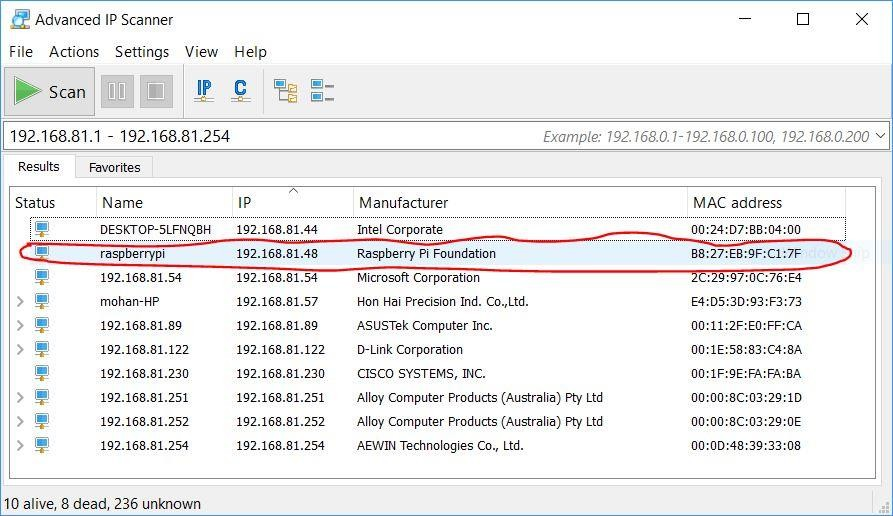 Advanced IP Scanner
File Actions Settings View Help
Scan IP C
192.168.81.1 - 192.168.81.254 Example: 192.168.0.1-192.168.0.100, 192.168.0.200
Results Favorites
Status Name IP Manufacturer MAC address
DESKTOP-5LFNQBH 192.168.81.44 Intel Corporate 00:24:D7:BB:04:00
raspberrypi 192.168.81.48 Raspberry Pi Foundation B8:27:EB:9F:C1:7F
192.168.81.54 192.168.81.54 Microsoft Corporation 2C:29:97:0C:76:E4
mohan-HP 192.168.81.57 Hon Hai Precision Ind. Co.,Ltd. E4:D5:3D:93:F3:73
192.168.81.89 192.168.81.89 ASUSTek Computer Inc. 00:11:2F:E0:FF:CA
192.168.81.122 192.168.81.122 D-Link Corporation 00:1E:58:83:C4:8A
192.168.81.230 192.168.81.230 CISCO SYSTEMS, INC. 00:1F:9E:FA:FA:BA
192.168.81.251 192.168.81.251 Alloy Computer Products (Australia) Pty Ltd 00:00:8C:03:29:1D
192.168.81.252 192.168.81.252 Alloy Computer Products (Australia) Pty Ltd 00:00:8C:03:29:0E
192.168.81.254 192.168.81.254 AEWIN Technologies Co., Ltd. 00:0D:48:39:33:08
10 alive, 8 dead, 236 unknown